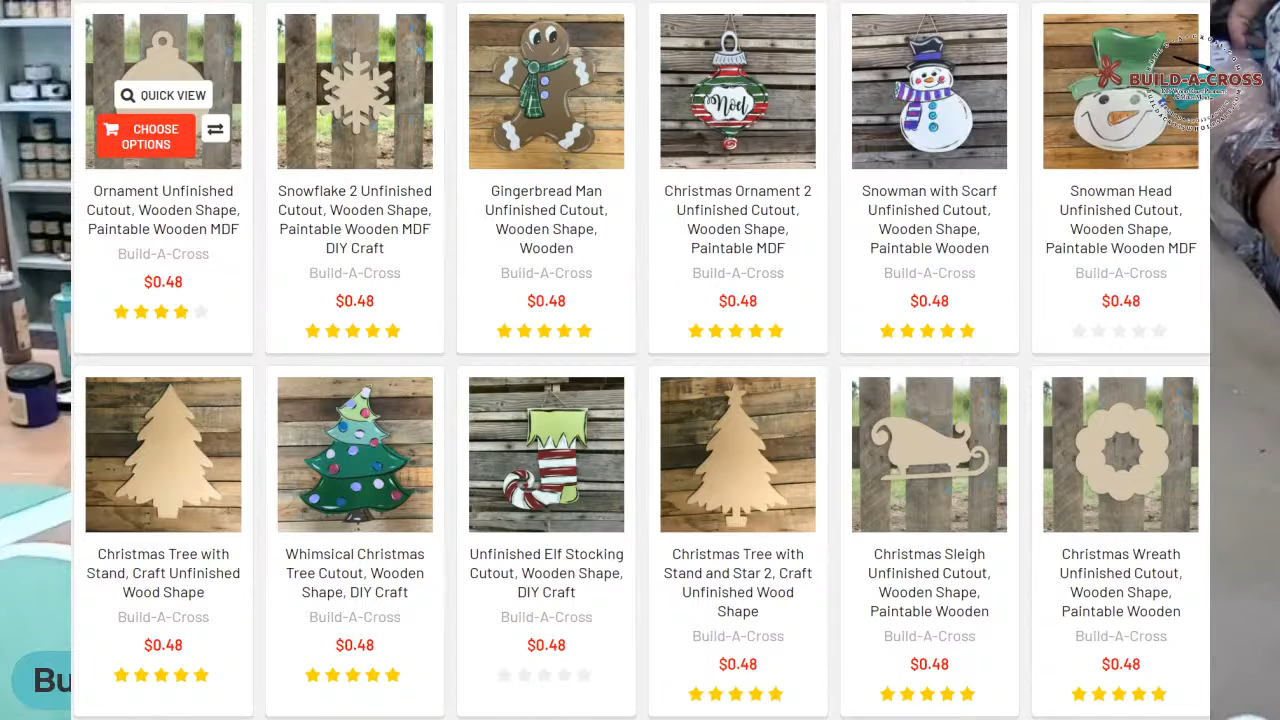 QUICK VIEW
CHOOSE
OPTIONS
Noel
BUILD-A-CROSS
Ornament Unfinished
Cutout, Wooden Shape,
Paintable Wooden MDF
Build-A-Cross
$0.48
Snowflake 2 Unfinished
Cutout, Wooden Shape,
Paintable Wooden MDF
DIY Craft
Build-A-Cross
$0.48
Gingerbread Man
Unfinished Cutout,
Wooden Shape,
Wooden
Build-A-Cross
$0.48
Christmas Ornament 2
Unfinished Cutout,
Wooden Shape,
Paintable MDF
Build-A-Cross
$0.48
Snowman with Scarf
Unfinished Cutout,
Wooden Shape,
Paintable Wooden
Build-A-Cross
$0.48
Snowman Head
Unfinished Cutout,
Wooden Shape,
Paintable Wooden MDF
Build-A-Cross
$0.48
Christmas Tree with
Stand, Craft Unfinished
Wood Shape
Build-A-Cross
$0.48
Whimsical Christmas
Tree Cutout, Wooden
Shape, DIY Craft
Build-A-Cross
$0.48
Unfinished Elf Stocking
Cutout, Wooden Shape,
DIY Craft
Build-A-Cross
$0.48
Christmas Tree with
Stand and Star 2, Craft
Unfinished Wood
Shape
Build-A-Cross
$0.48
Christmas Sleigh
Unfinished Cutout,
Wooden Shape,
Paintable Wooden
Build-A-Cross
$0.48
Christmas Wreath
Unfinished Cutout,
Wooden Shape,
Paintable Wooden
Build-A-Cross
$0.48
Bu